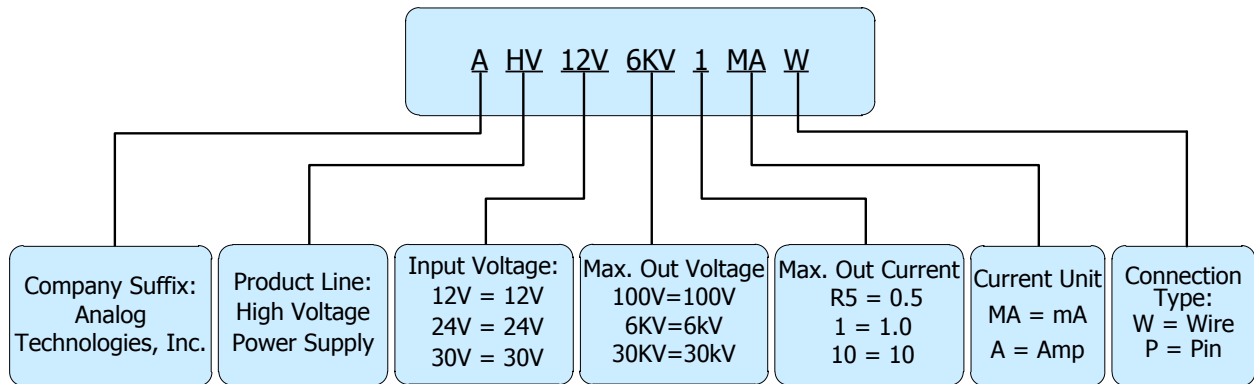 A HV 12V 6KV 1 MA W
Company Suffix:
Analog
Technologies, Inc.
Product Line:
High Voltage
Power Supply
Input Voltage:
12V = 12V
24V = 24V
30V = 30V
Max. Out Voltage
100V=100V
6KV=6kV
30KV=30kV
Max. Out Current
R5 = 0.5
1 = 1.0
10 = 10
Current Unit
MA = mA
A = Amp
Connection
Type:
W = Wire
P = Pin